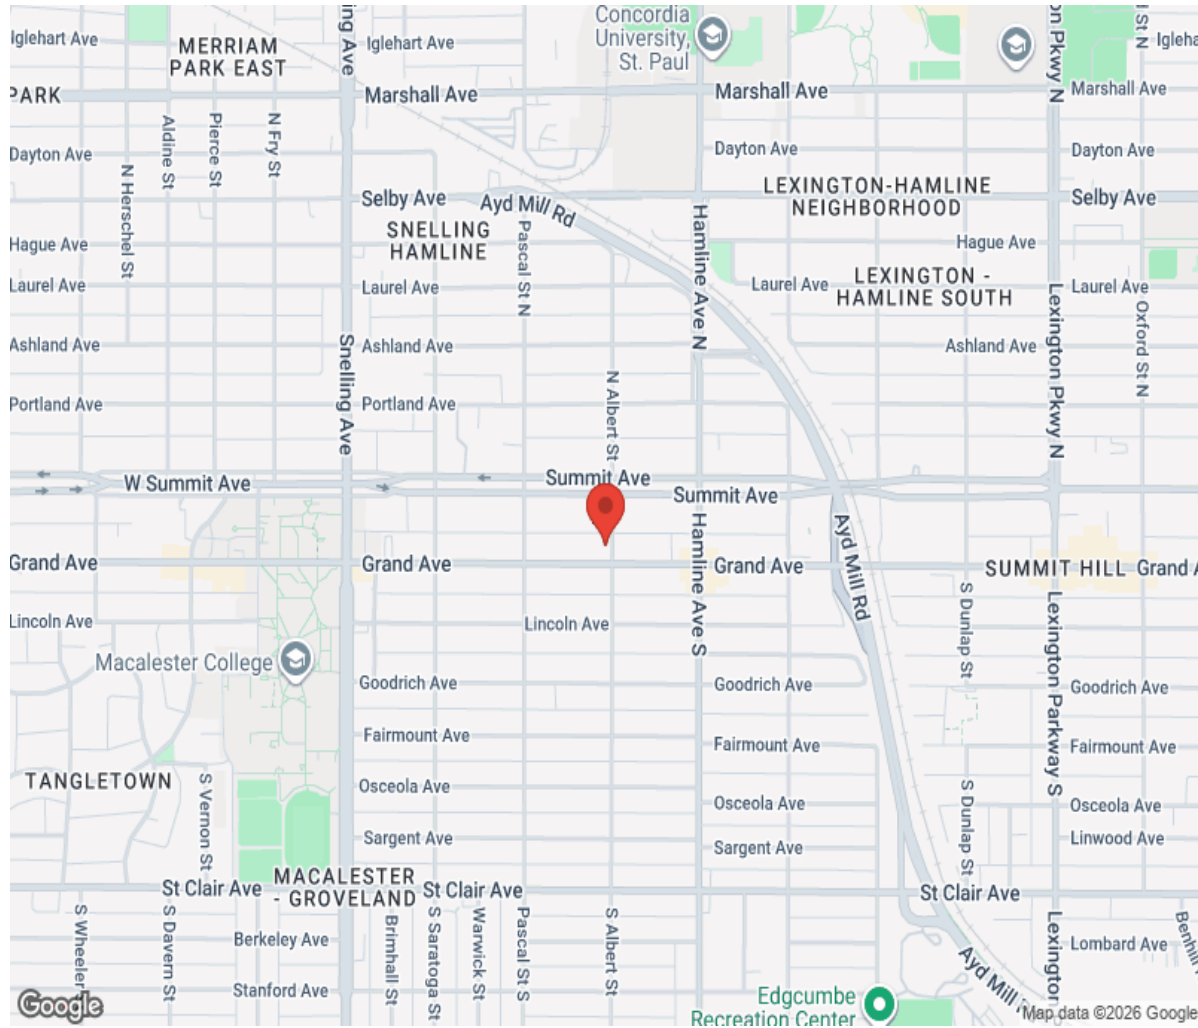 Concordia
University,
St. Paul
Iglehart Ave
MERRIAM
PARK EAST
Iglehart Ave
PARK
Marshall Ave
Marshall Ave
Marshall Ave
Dayton Ave
Dayton Ave
Dayton Ave
N Herschel St
Aldine St
Pierce St
N Fry St
Selby Ave
Ayd Mill Rd
LEXINGTON-HAMLINE
NEIGHBORHOOD
Selby Ave
SNELLING
HAMLINE
Hague Ave
Hague Ave
Laurel Ave
Laurel Ave
Laurel Ave
Laurel Ave
LEXINGTON -
HAMLINE SOUTH
Pascal St N
Hamline Ave N
Lexington Pkwy N
Oxford St N
Ashland Ave
Snelling Ave
Ashland Ave
Ashland Ave
Portland Ave
Portland Ave
N Albert St
W Summit Ave
Summit Ave
Summit Ave
Grand Ave
Grand Ave
Hamline Ave S
Grand Ave
Ayd Mill Rd
SUMMIT HILL
Lincoln Ave
Lincoln Ave
S Dunlap St
Lexington Parkway S
Macalester College
Goodrich Ave
Goodrich Ave
Goodrich Ave
Fairmount Ave
Fairmount Ave
Fairmount Ave
TANGLETOWN
S Vernon St
Osceola Ave
Osceola Ave
S Dunlap St
Osceola Ave
Sargent Ave
Sargent Ave
Linwood Ave
MACALESTER
- GROVELAND
St Clair Ave
St Clair Ave
St Clair Ave
S Wheeler
S Davern St
Berkeley Ave
Brimhall St
S Saratoga St
Warwick St
Pascal St S
S Albert St
Lexington
Lombard Ave
Stanford Ave
Ayd Mill
Edgcumbe
Recreation Center
Google
Map data ©2026 Google